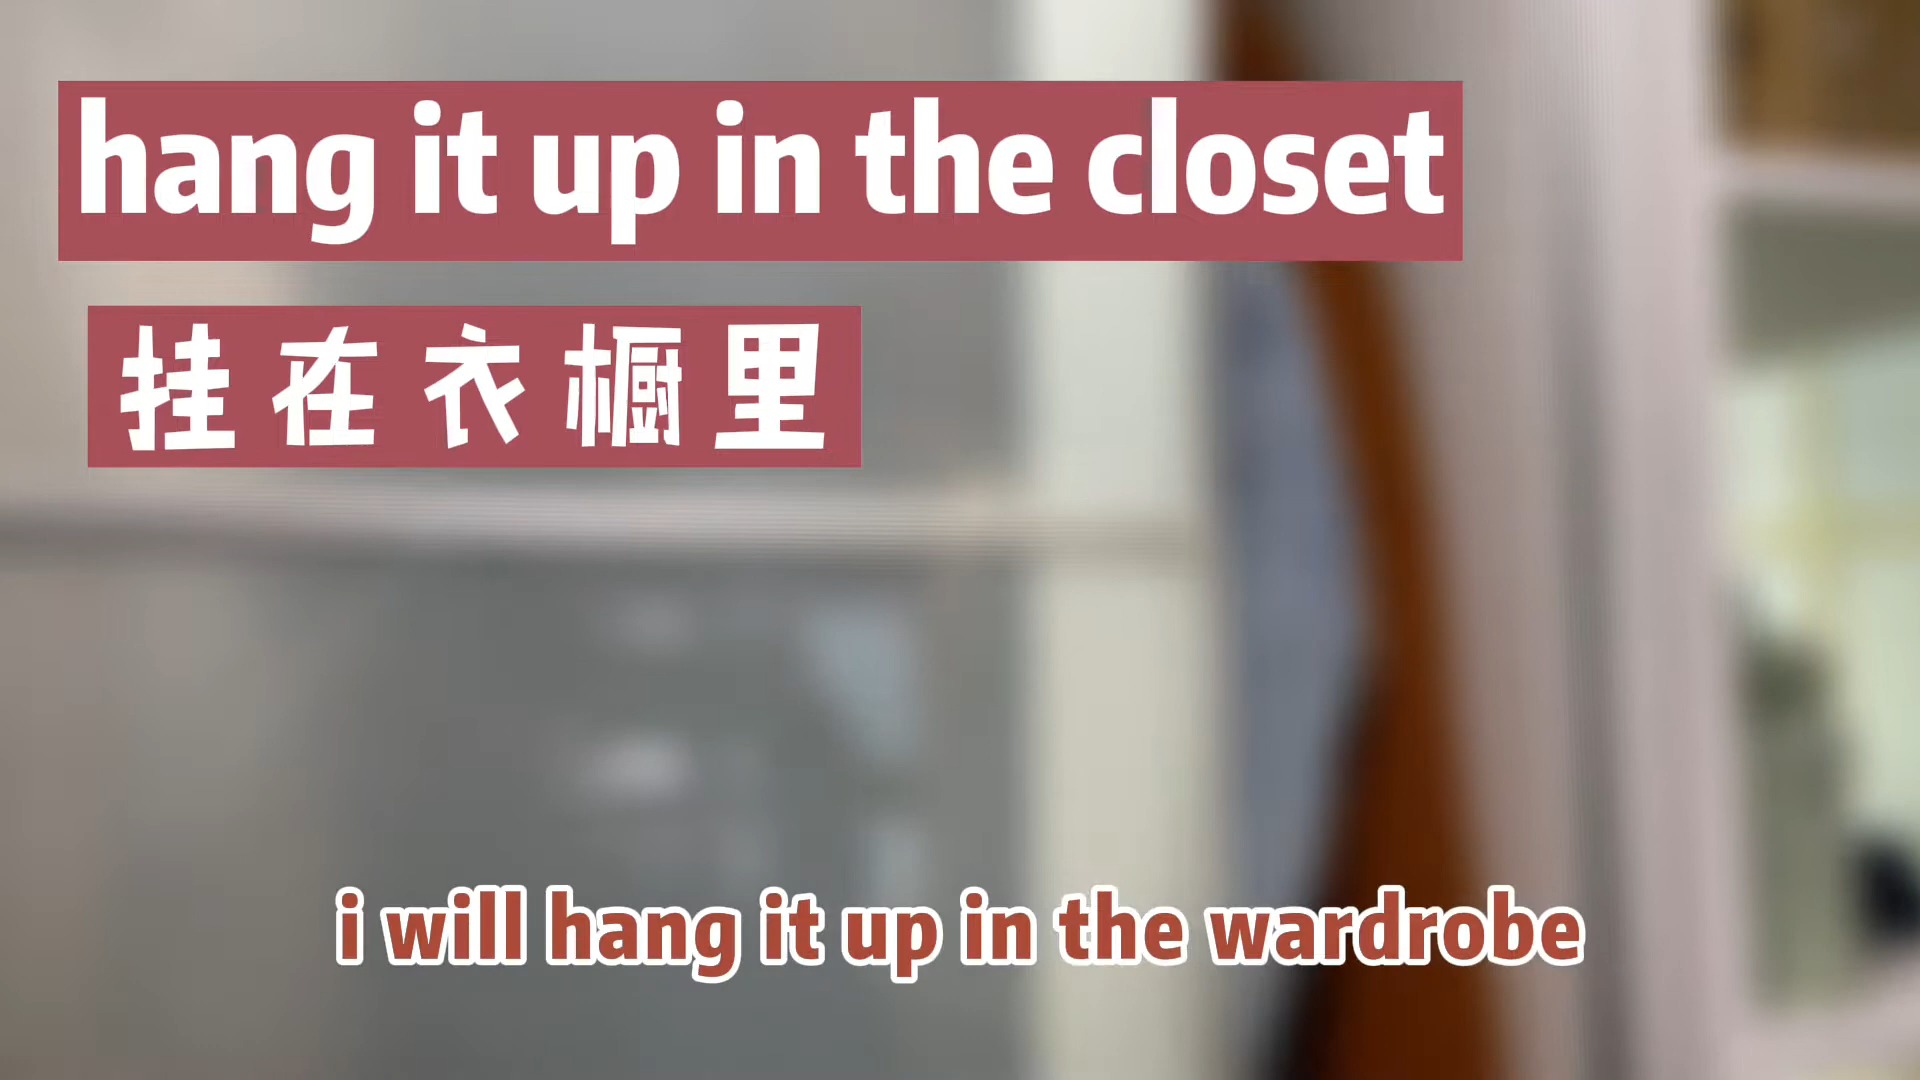 hang it up in the closet
挂在衣橱里
i will hang it up in the wardrobe